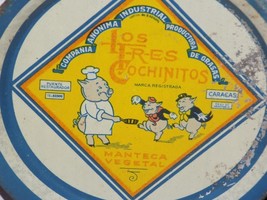 COMPAÑIA ANONIMA INDUSTRIAL PRODUCTORA DE GRASAS
LOS
TRES
COCHINITOS
MARCA REGISTRADA
CARACAS
MANTECA
VEGETAL